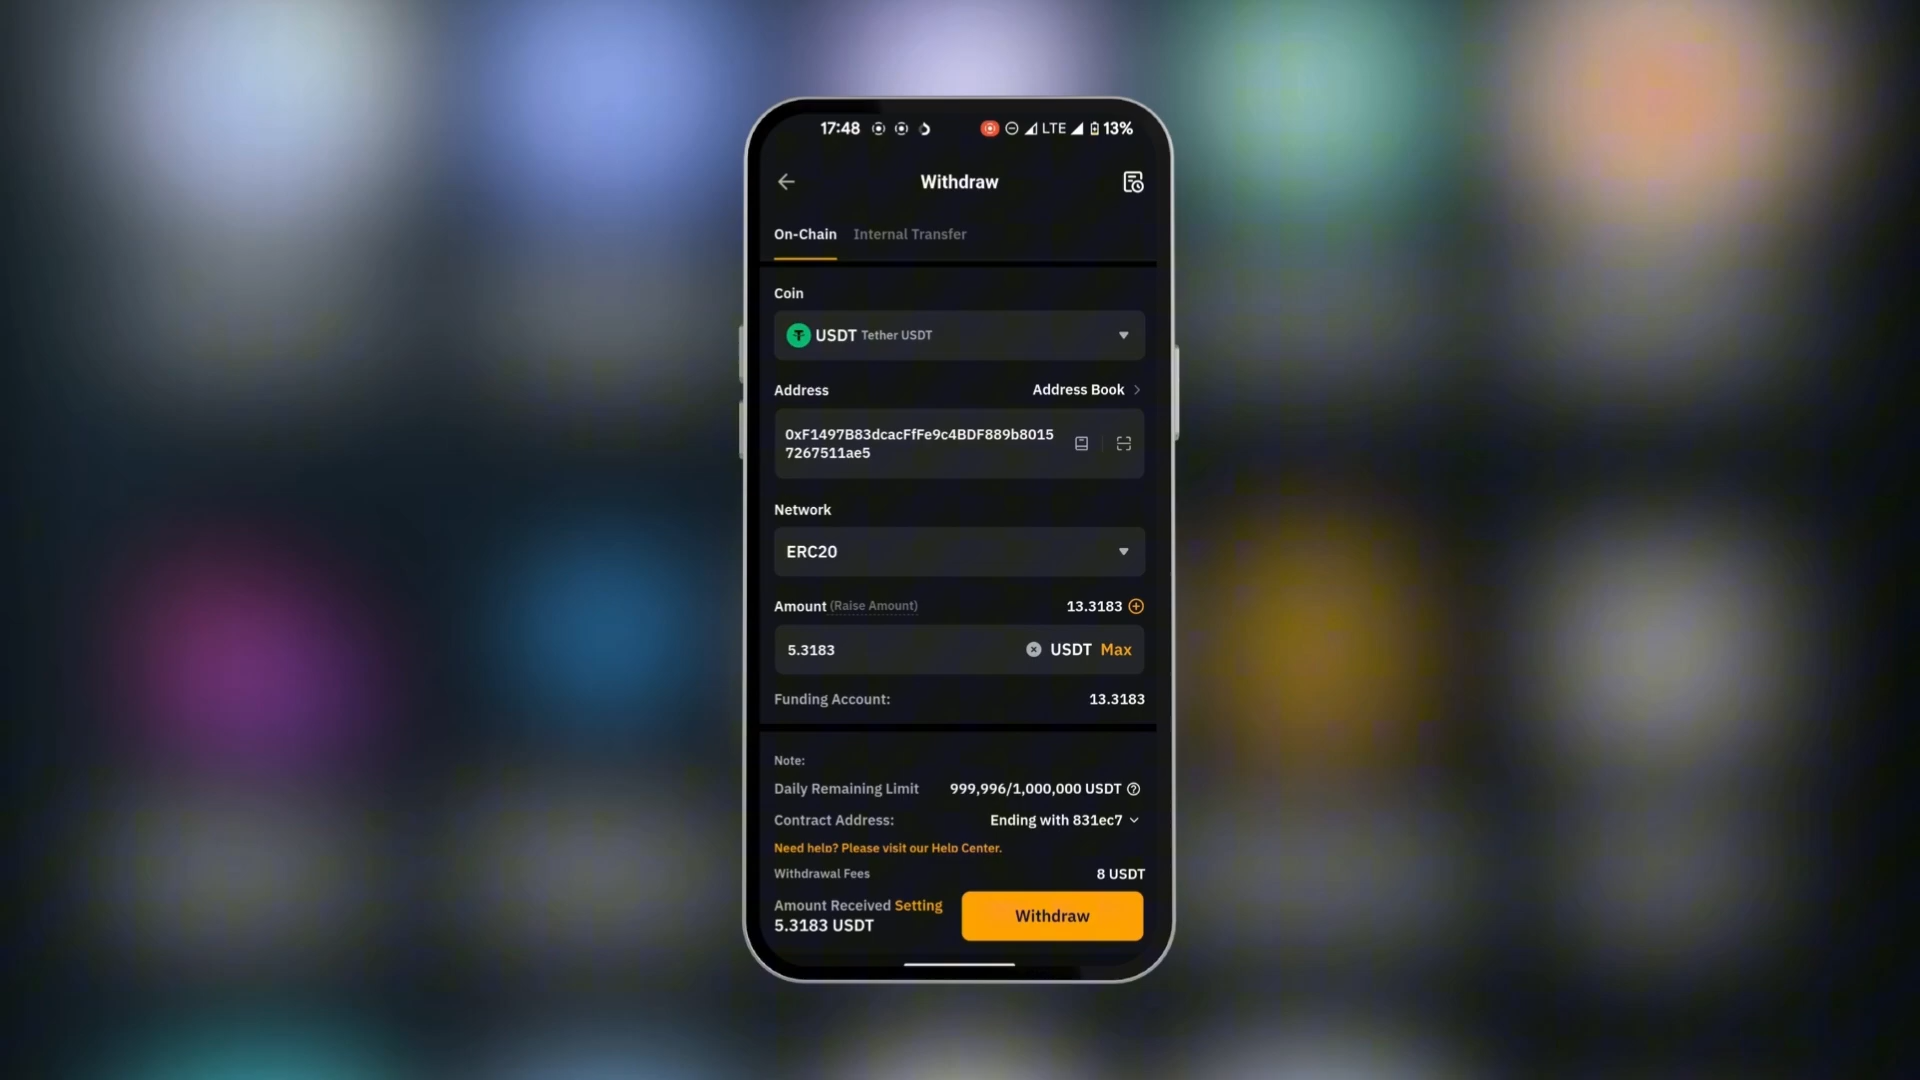 17:48 LTE 13%
Withdraw
On-Chain Internal Transfer
Coin
USDT Tether USDT
Address Address Book
0xF1497B83dcacFfFe9c4BDF889b8015
7267511ae5
Network
ERC20
Amount (Raise Amount) 13.3183
5.3183 USDT Max
Funding Account: 13.3183
Note:
Daily Remaining Limit 999,996/1,000,000 USDT
Contract Address: Ending with 831ec7
Need help? Please visit our Help Center.
Withdrawal Fees 8 USDT
Amount Received Setting
5.3183 USDT
Withdraw